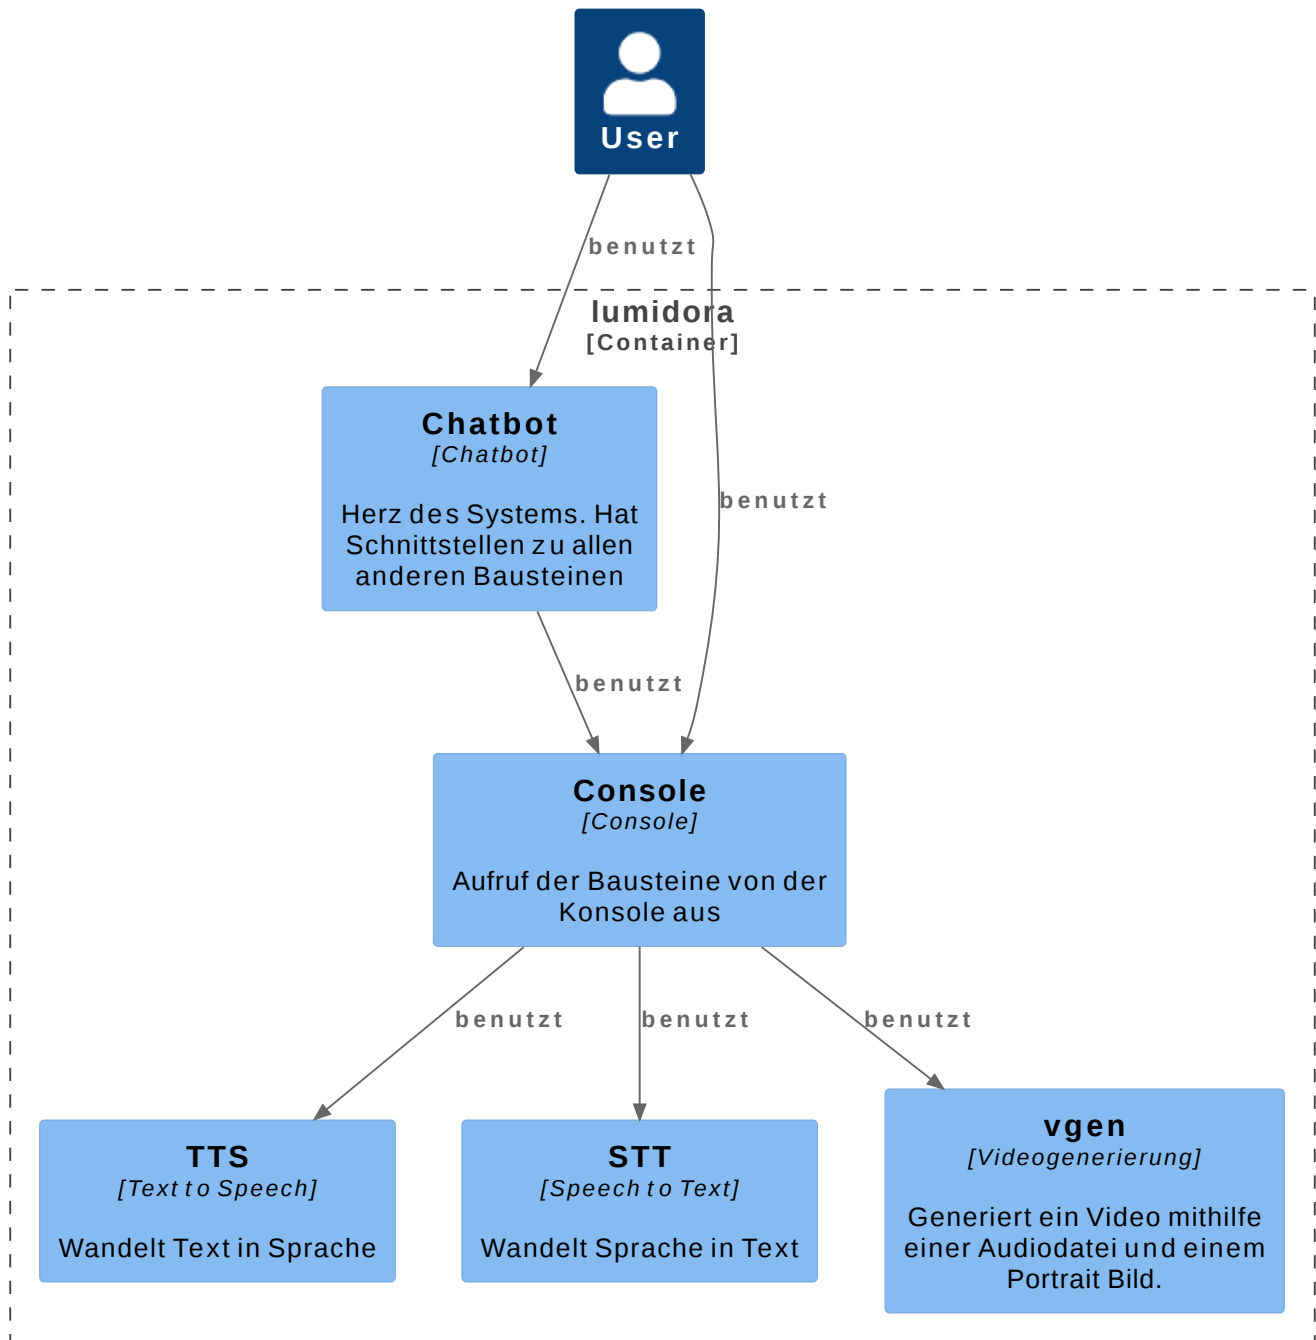 User
benutzt
lumidora
[Container]
Chatbot
[Chatbot]
Herz des Systems. Hat
Schnittstellen zu allen
anderen Bausteinen
benutzt
benutzt
Console
[Console]
Aufruf der Bausteine von der
Konsole aus
benutzt
benutzt
benutzt
TTS
[Text to Speech]
Wandelt Text in Sprache
STT
[Speech to Text]
Wandelt Sprache in Text
vgen
[Videogenerierung]
Generiert ein Video mithilfe
einer Audiodatei und einem
Portrait Bild.